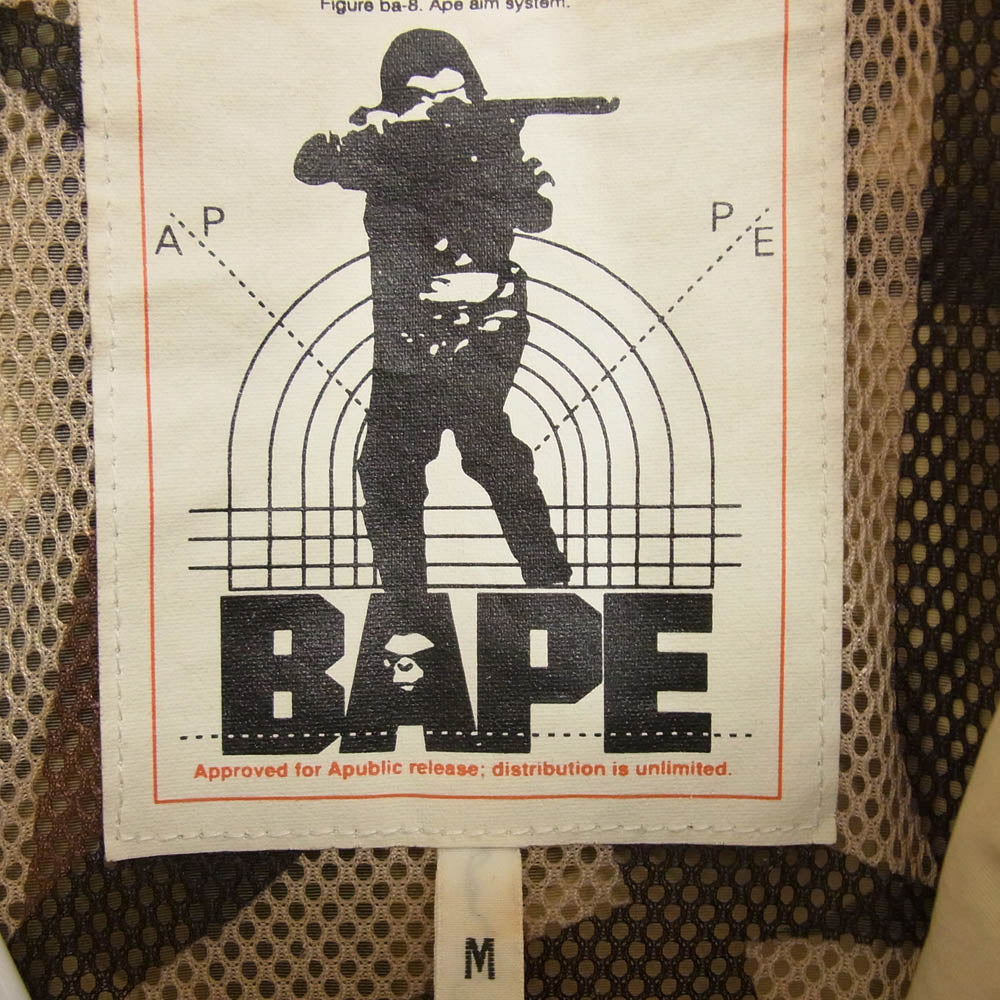 Figure ba-8. Ape aim system.
A P P E
BAPE
Approved for Apublic release; distribution is unlimited.
M